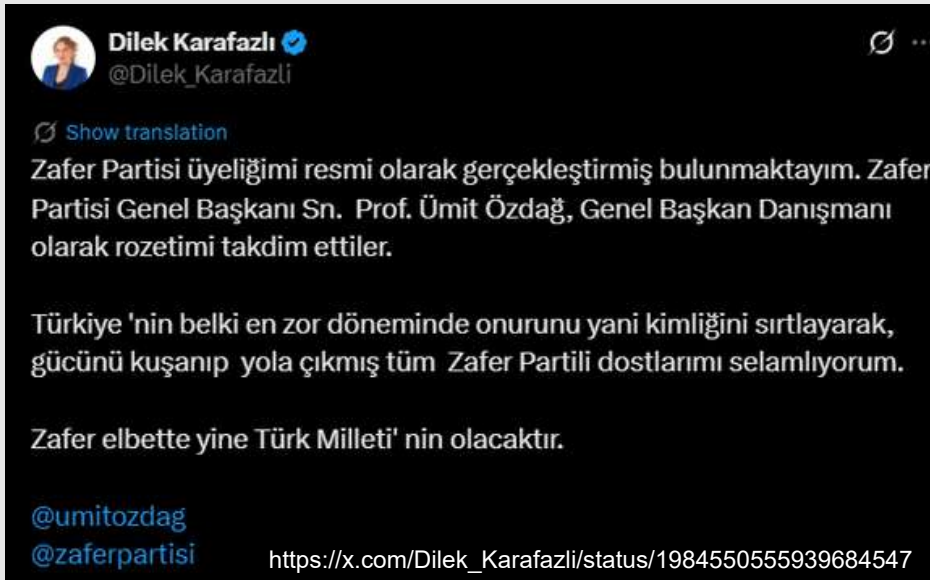 Dilek Karafazlı
@Dilek_Karafazli
Show translation
Zafer Partisi üyeliğimi resmi olarak gerçekleştirmiş bulunmaktayım. Zafer
Partisi Genel Başkanı Sn.  Prof. Ümit Özdağ, Genel Başkan Danışmanı
olarak rozetimi takdim ettiler.
Türkiye 'nin belki en zor döneminde onurunu yani kimliğini sırtlayarak,
gücünü kuşanıp  yola çıkmış tüm  Zafer Partili dostlarımı selamlıyorum.
Zafer elbette yine Türk Milleti' nin olacaktır.
@umitozdag
@zaferpartisi
https://x.com/Dilek_Karafazli/status/1984550555939684547